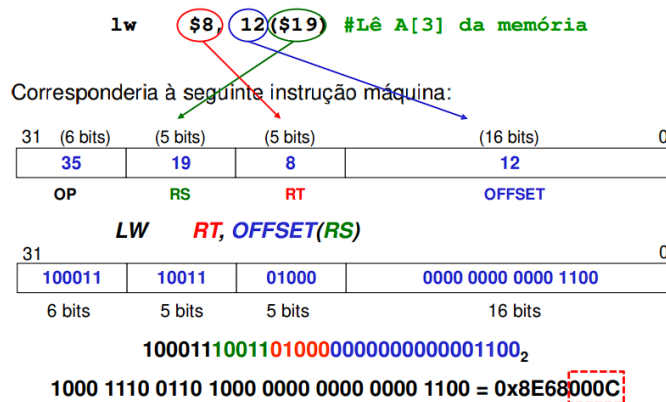 lw $8, 12($19) #Lê A[3] da memória
Corresponderia à seguinte instrução máquina:
31 (6 bits) (5 bits) (5 bits) (16 bits) 0
35 19 8 12
OP RS RT OFFSET
LW RT, OFFSET(RS)
31 0
100011 10011 01000 0000 0000 0000 1100
6 bits 5 bits 5 bits 16 bits
10001110011010000000000000001100₂
1000 1110 0110 1000 0000 0000 0000 1100 = 0x8E68000C